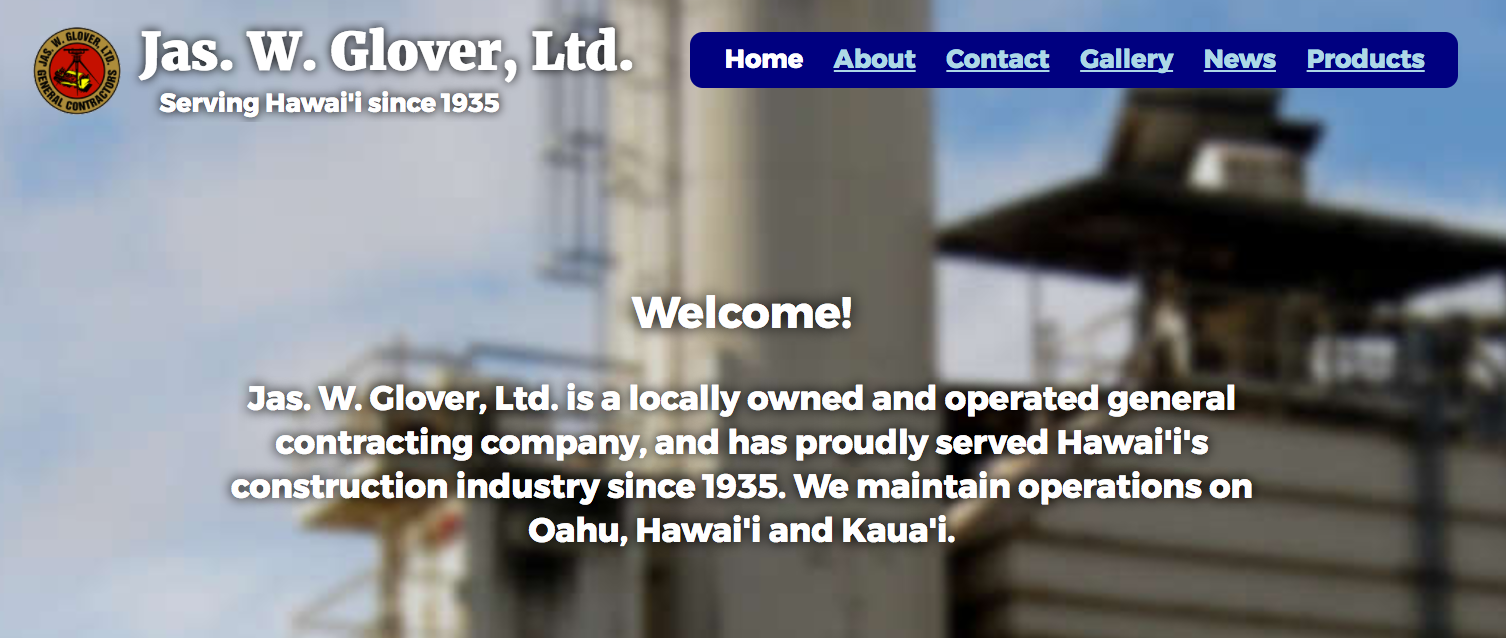 JAS. W. GLOVER, LTD.
GENERAL CONTRACTORS
Jas. W. Glover, Ltd.
Serving Hawai'i since 1935
Home About Contact Gallery News Products
Welcome!
Jas. W. Glover, Ltd. is a locally owned and operated general
contracting company, and has proudly served Hawai'i's
construction industry since 1935. We maintain operations on
Oahu, Hawai'i and Kaua'i.